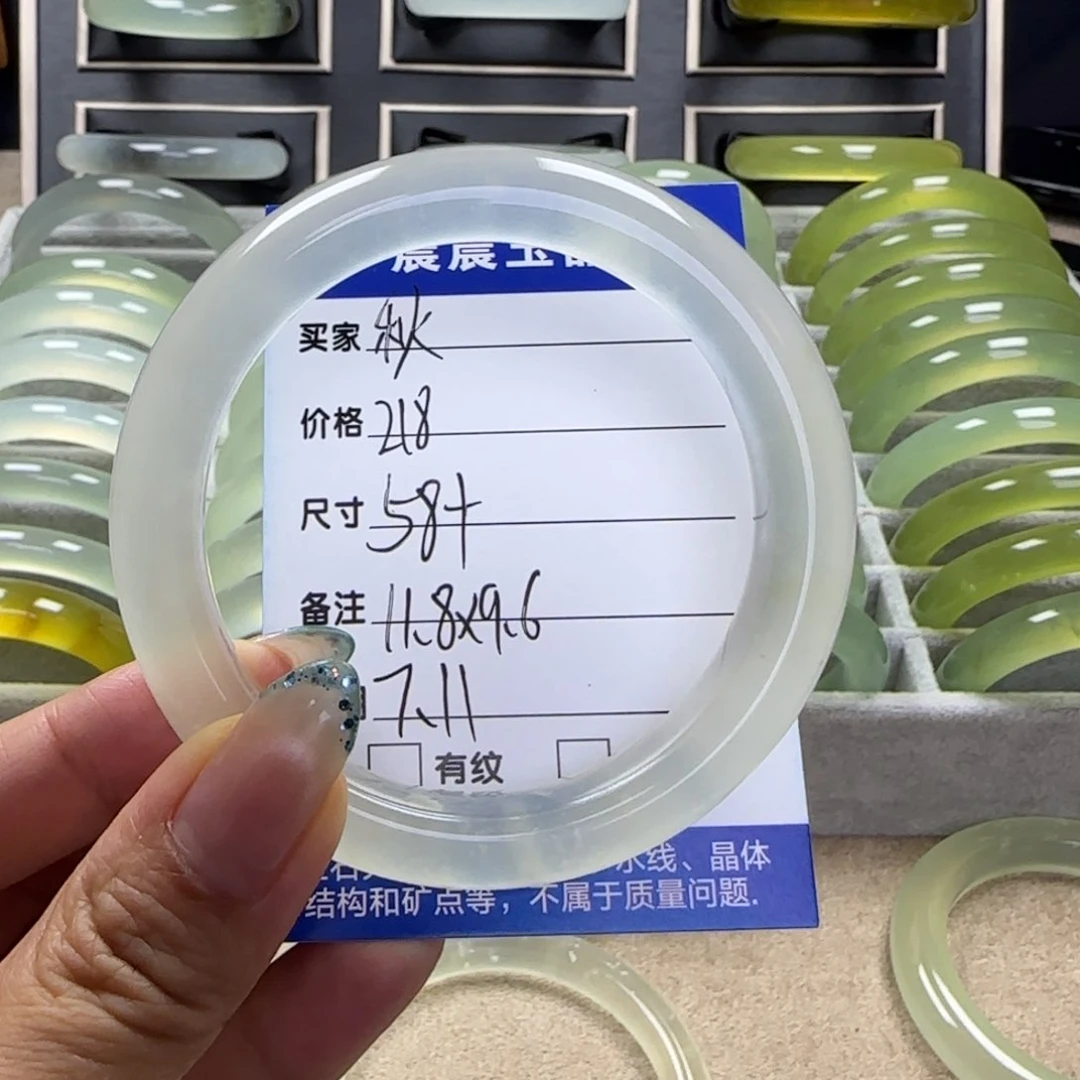 宸宸玉
买家 秋
价格 218
尺寸 58+
备注 11.8x9.6
7.11
有纹
水线、晶体
结构和矿点等，不属于质量问题.